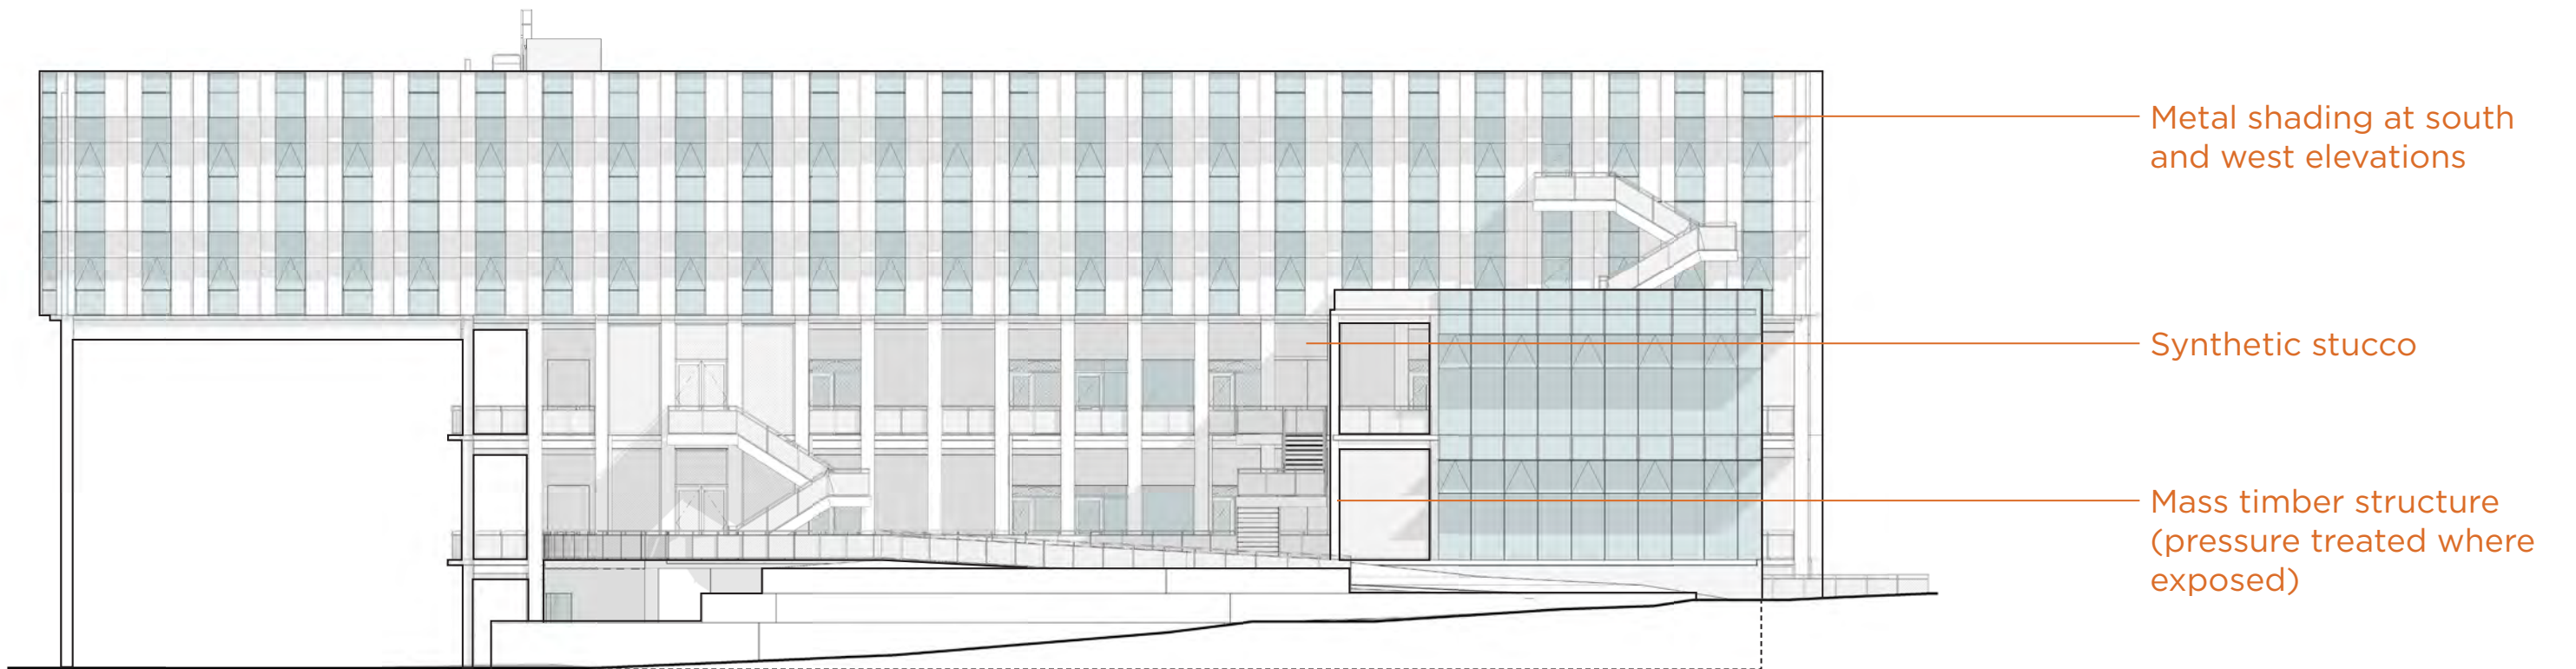 Metal shading at south
and west elevations
Synthetic stucco
Mass timber structure
(pressure treated where
exposed)